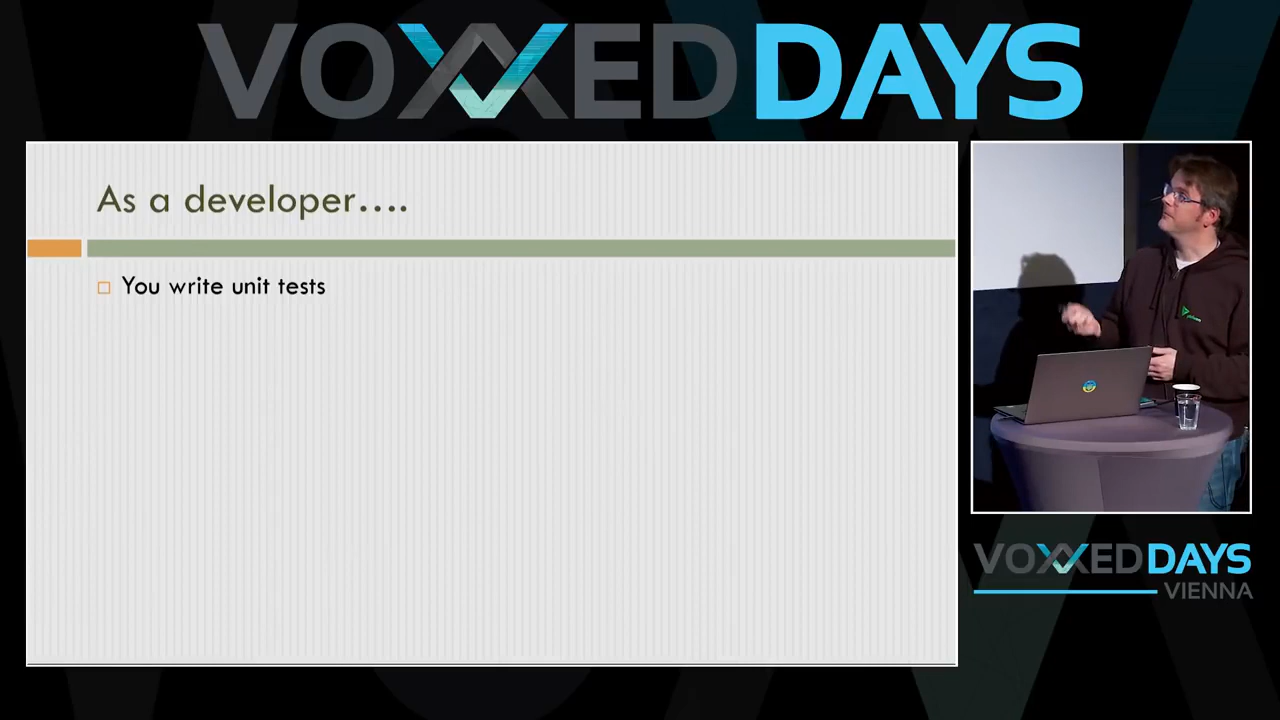 VOXXED DAYS
As a developer....
You write unit tests
VOXXED DAYS
VIENNA